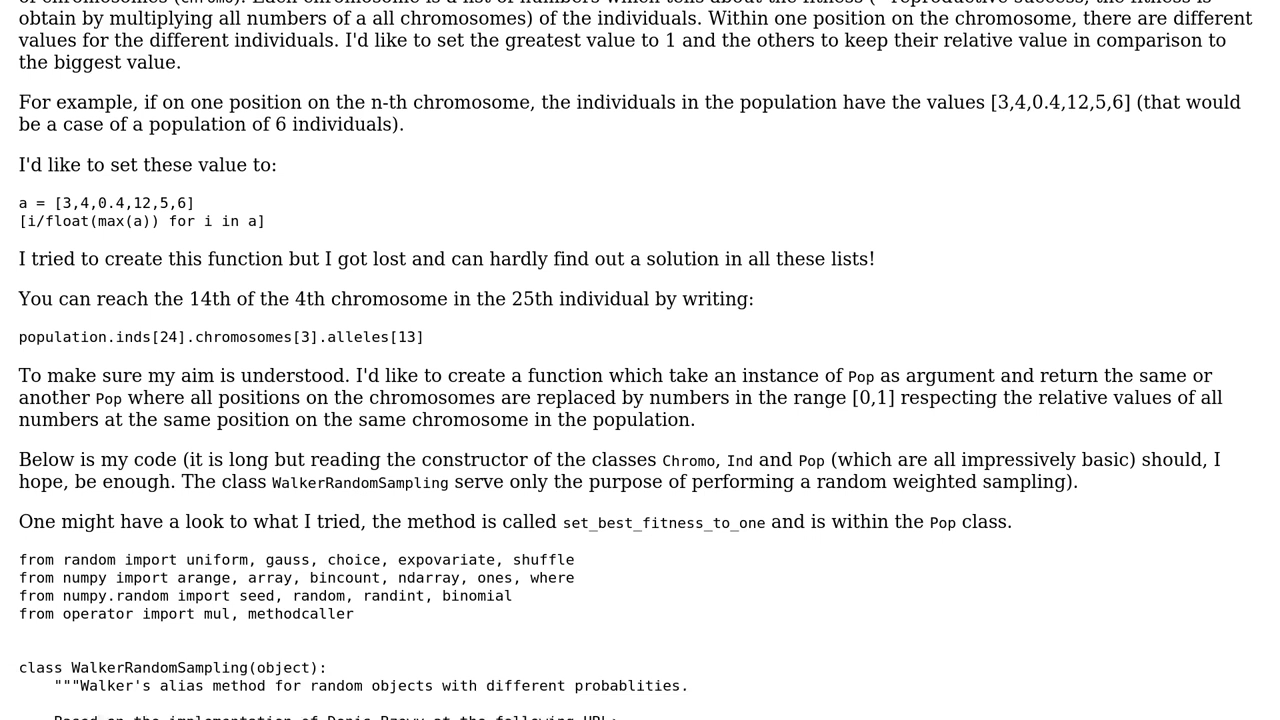 obtain by multiplying all numbers of a all chromosomes) of the individuals. Within one position on the chromosome, there are different
values for the different individuals. I'd like to set the greatest value to 1 and the others to keep their relative value in comparison to
the biggest value.
For example, if on one position on the n-th chromosome, the individuals in the population have the values [3,4,0.4,12,5,6] (that would
be a case of a population of 6 individuals).
I'd like to set these value to:
a = [3,4,0.4,12,5,6]
[i/float(max(a)) for i in a]
I tried to create this function but I got lost and can hardly find out a solution in all these lists!
You can reach the 14th of the 4th chromosome in the 25th individual by writing:
population.inds[24].chromosomes[3].alleles[13]
To make sure my aim is understood. I'd like to create a function which take an instance of Pop as argument and return the same or
another Pop where all positions on the chromosomes are replaced by numbers in the range [0,1] respecting the relative values of all
numbers at the same position on the same chromosome in the population.
Below is my code (it is long but reading the constructor of the classes Chromo, Ind and Pop (which are all impressively basic) should, I
hope, be enough. The class WalkerRandomSampling serve only the purpose of performing a random weighted sampling).
One might have a look to what I tried, the method is called set_best_fitness_to_one and is within the Pop class.
from random import uniform, gauss, choice, expovariate, shuffle
from numpy import arange, array, bincount, ndarray, ones, where
from numpy.random import seed, random, randint, binomial
from operator import mul, methodcaller
class WalkerRandomSampling(object):
"""Walker's alias method for random objects with different probablities.